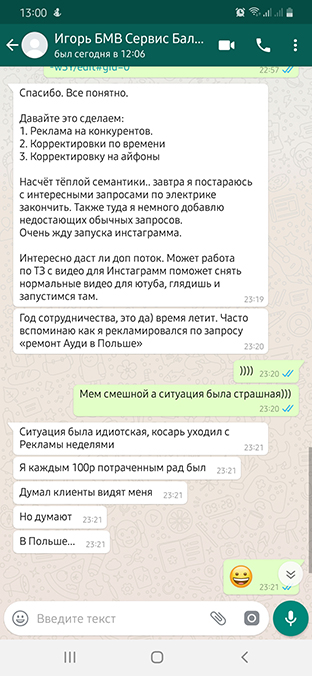 13:00
Игорь БМВ Сервис Бал...
был сегодня в 12:06
22:57
Спасибо. Все понятно.
Давайте это сделаем:
1. Реклама на конкурентов.
2. Корректировки по времени
3. Корректировку на айфоны
Насчёт тёплой семантики.. завтра я постараюсь
с интересными запросами по электрике
закончить. Также туда я немного добавлю
недостающих обычных запросов.
Очень жду запуска инстаграмма.
Интересно даст ли доп поток. Может работа
по ТЗ с видео для Инстаграмм поможет снять
нормальные видео для ютуба, глядишь и
запустимся там.
23:19
Год сотрудничества, это да) время летит. Часто
вспоминаю как я рекламировался по запросу
«ремонт Ауди в Польше»
23:20
))))
23:20
Мем смешной а ситуация была страшная)))
23:20
Ситуация была идиотская, косарь уходил с
Рекламы неделями
23:21
Я каждым 100р потраченным рад был
23:21
Думал клиенты видят меня
23:21
Но думают
23:21
В Польше...
23:21
23:21
Введите текст